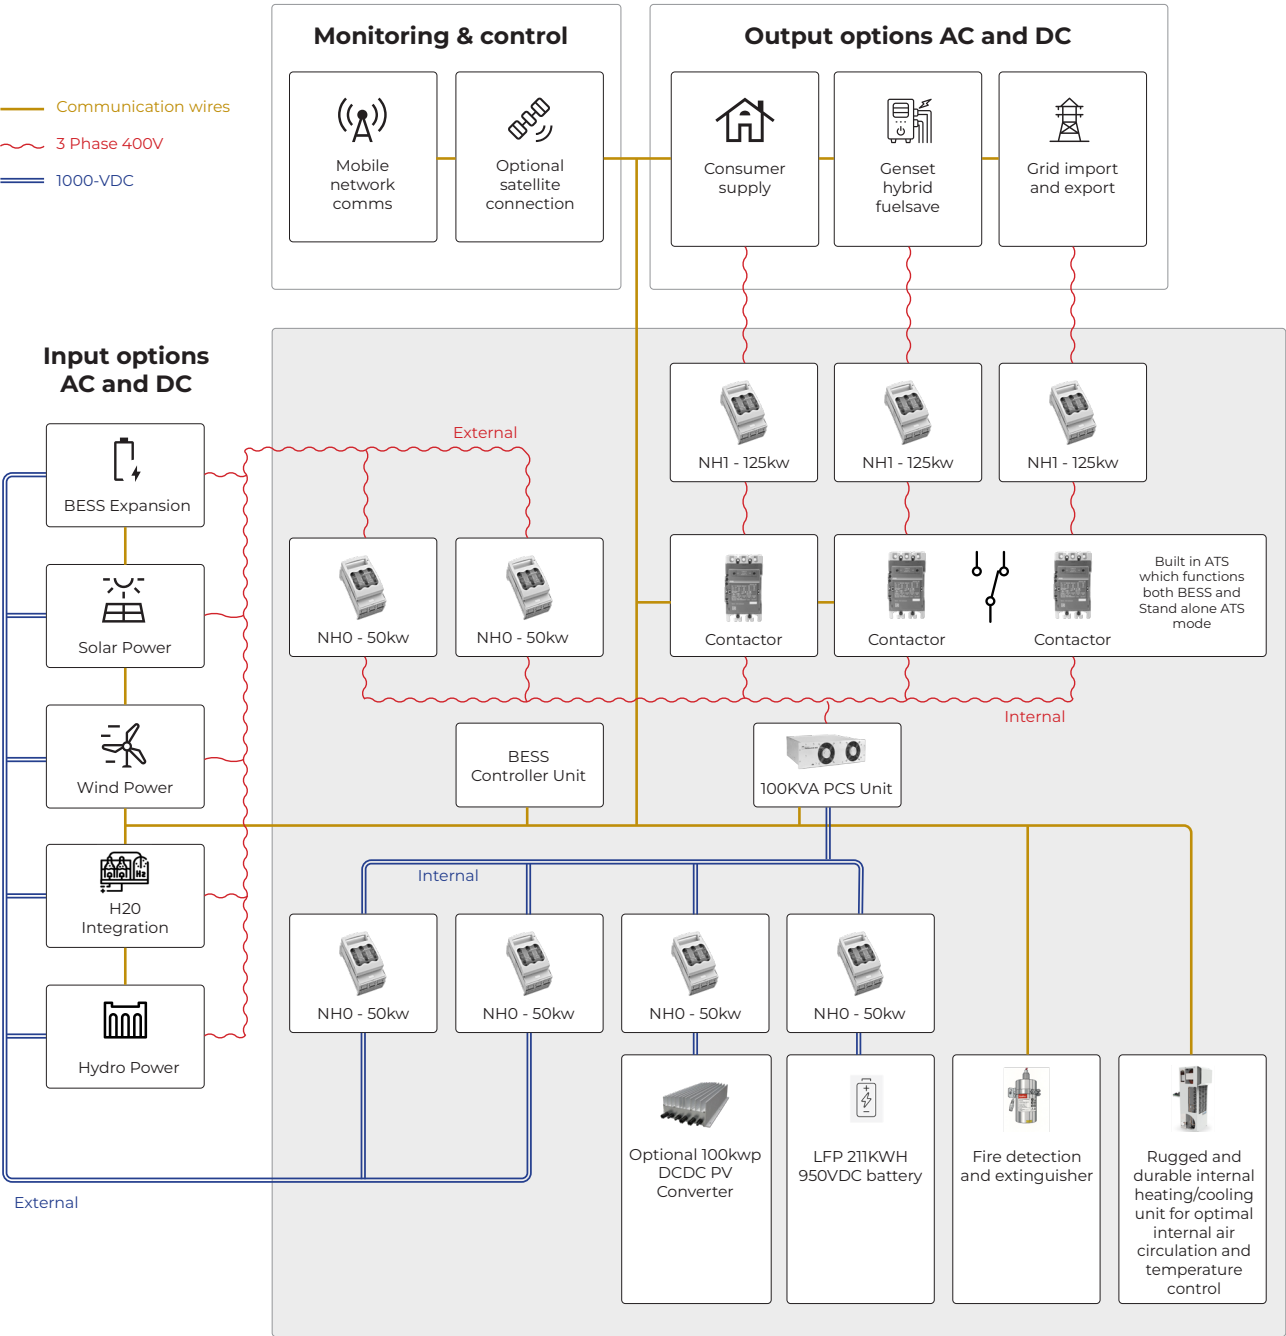 Monitoring & control
Output options AC and DC
Communication wires
3 Phase 400V
1000-VDC
Mobile
network
comms
Optional
satellite
connection
Consumer
supply
Genset
hybrid
fuelsave
Grid import
and export
Input options
AC and DC
External
NH1 - 125kw
NH1 - 125kw
NH1 - 125kw
BESS Expansion
Solar Power
Wind Power
H2
H20
Integration
Hydro Power
NH0 - 50kw
NH0 - 50kw
Contactor
Contactor
Contactor
Built in ATS
which functions
both BESS and
Stand alone ATS
mode
Internal
BESS
Controller Unit
100KVA PCS Unit
Internal
NH0 - 50kw
NH0 - 50kw
NH0 - 50kw
NH0 - 50kw
Optional 100kwp
DCDC PV
Converter
LFP 211KWH
950VDC battery
Fire detection
and extinguisher
Rugged and
durable internal
heating/cooling
unit for optimal
internal air
circulation and
temperature
control
External